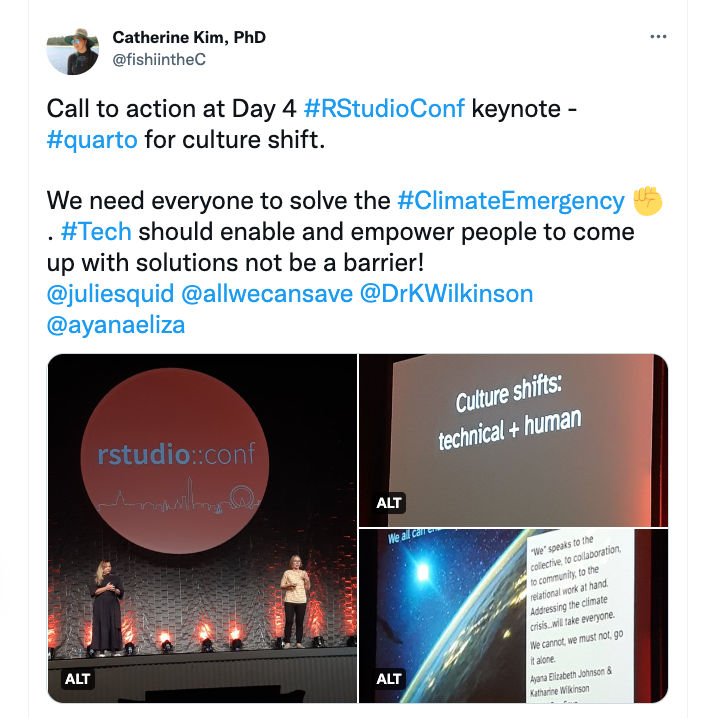 Catherine Kim, PhD
@fishiintheC
Call to action at Day 4 #RStudioConf keynote -
#quarto for culture shift.
We need everyone to solve the #ClimateEmergency ✊
. #Tech should enable and empower people to come
up with solutions not be a barrier!
@juliesquid @allwecansave @DrKWilkinson
@ayanaeliza
rstudio::conf
ALT
Culture shifts:
technical + human
ALT
We all can
"We" speaks to the
collective, to collaboration,
to community, to the
relational work at hand.
Addressing the climate
crisis...will take everyone.
We cannot, we must not, go
it alone.
Ayana Elizabeth Johnson &
Katharine Wilkinson
ALT